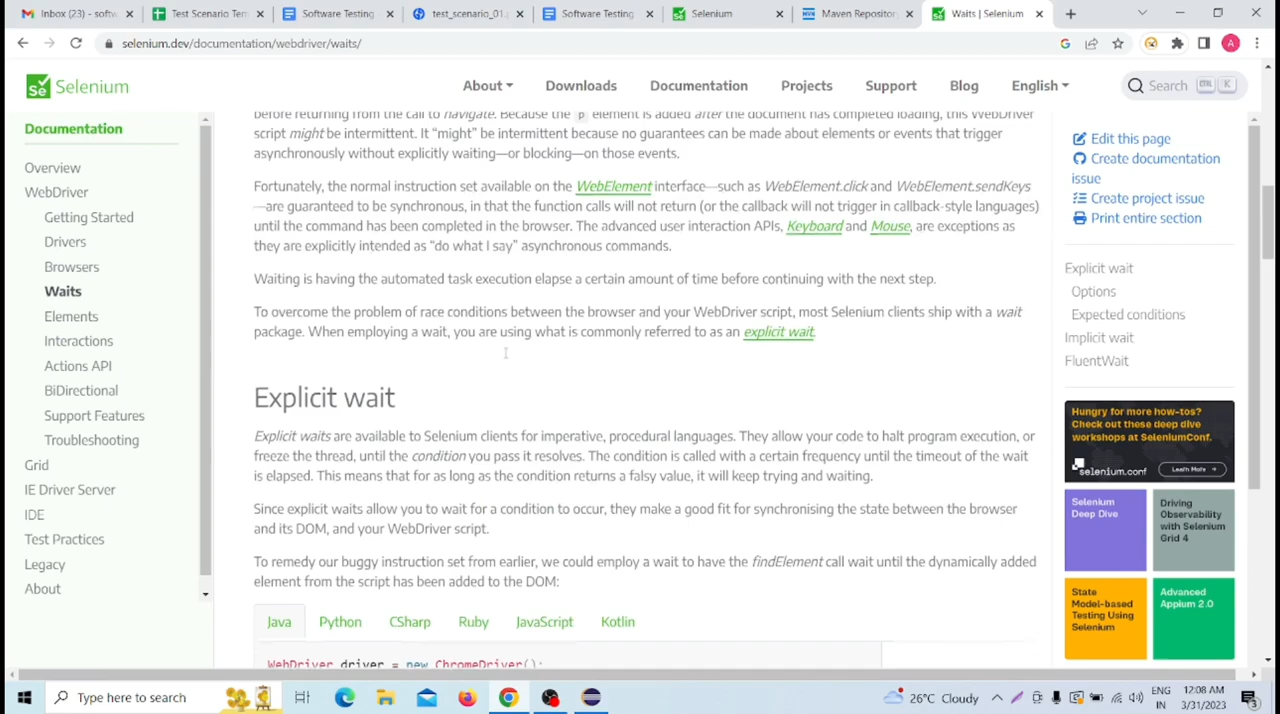 Inbox (23) - softw
Test Scenario Ten
Software Testing
test_scenario_01.
Software Testing
Selenium
Maven Repositor
Waits | Selenium
selenium.dev/documentation/webdriver/waits/
A
Selenium
About
Downloads
Documentation
Projects
Support
Blog
English
Search CTRL K
Documentation
Overview
WebDriver
Getting Started
Drivers
Browsers
Waits
Elements
Interactions
Actions API
BiDirectional
Support Features
Troubleshooting
Grid
IE Driver Server
IDE
Test Practices
Legacy
About
before returning from the call to navigate. Because the p element is added after the document has completed loading, this WebDriver
script might be intermittent. It “might” be intermittent because no guarantees can be made about elements or events that trigger
asynchronously without explicitly waiting—or blocking—on those events.
Fortunately, the normal instruction set available on the WebElement interface—such as WebElement.click and WebElement.sendKeys
—are guaranteed to be synchronous, in that the function calls will not return (or the callback will not trigger in callback-style languages)
until the command has been completed in the browser. The advanced user interaction APIs, Keyboard and Mouse, are exceptions as
they are explicitly intended as “do what I say” asynchronous commands.
Waiting is having the automated task execution elapse a certain amount of time before continuing with the next step.
To overcome the problem of race conditions between the browser and your WebDriver script, most Selenium clients ship with a wait
package. When employing a wait, you are using what is commonly referred to as an explicit wait.
Explicit wait
Explicit waits are available to Selenium clients for imperative, procedural languages. They allow your code to halt program execution, or
freeze the thread, until the condition you pass it resolves. The condition is called with a certain frequency until the timeout of the wait
is elapsed. This means that for as long as the condition returns a falsy value, it will keep trying and waiting.
Since explicit waits allow you to wait for a condition to occur, they make a good fit for synchronising the state between the browser
and its DOM, and your WebDriver script.
To remedy our buggy instruction set from earlier, we could employ a wait to have the findElement call wait until the dynamically added
element from the script has been added to the DOM:
Java
Python
CSharp
Ruby
JavaScript
Kotlin
WebDriver driver = new ChromeDriver();
Edit this page
Create documentation
issue
Create project issue
Print entire section
Explicit wait
Options
Expected conditions
Implicit wait
FluentWait
Hungry for more how-tos?
Check out these deep dive
workshops at SeleniumConf.
selenium.conf
Learn More →
Selenium
Deep Dive
Driving
Observability
with Selenium
Grid 4
State
Model-based
Testing Using
Selenium
Advanced
Appium 2.0
Type here to search
26°C Cloudy
ENG
IN
12:08 AM
3/31/2023
3